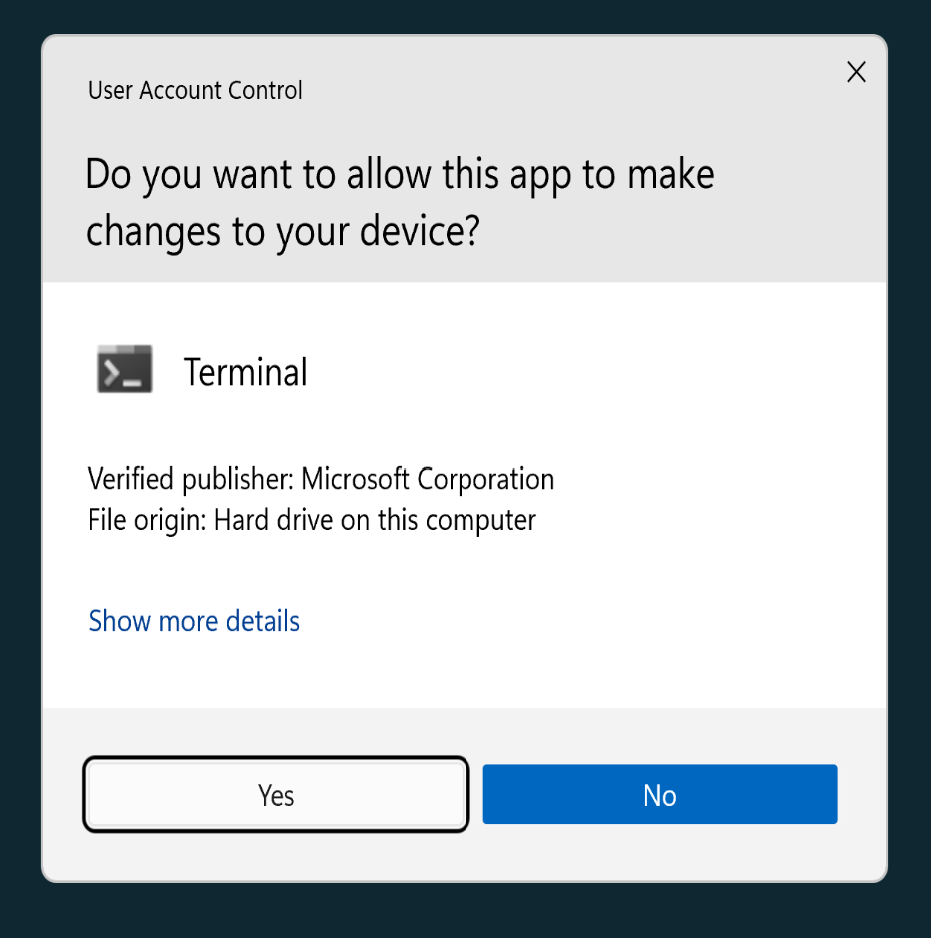 User Account Control
Do you want to allow this app to make
changes to your device?
Terminal
Verified publisher: Microsoft Corporation
File origin: Hard drive on this computer
Show more details
Yes
No